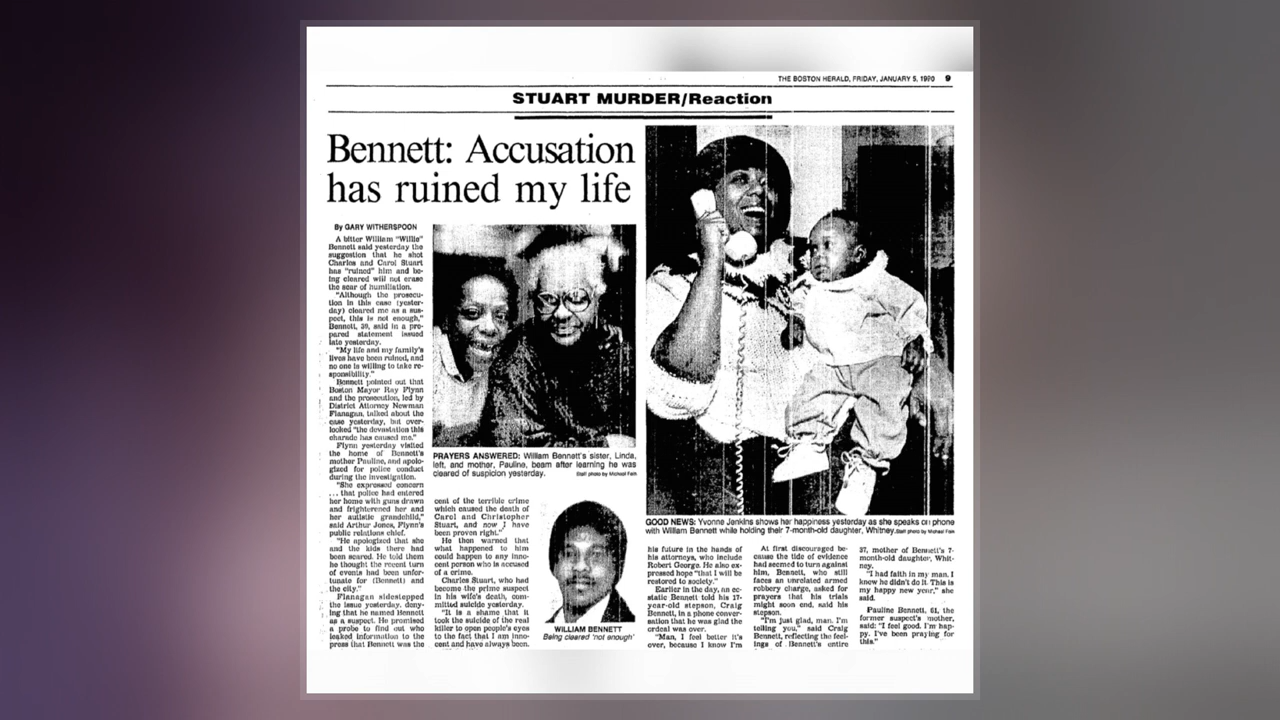 THE BOSTON HERALD, FRIDAY, JANUARY 5, 1990 9
STUART MURDER/Reaction
Bennett: Accusation
has ruined my life
By GARY WITHERSPOON
A bitter William "Willie"
Bennett said yesterday the
suggestion that he shot
Charles and Carol Stuart
has "ruined" him and be-
ing cleared will not erase
the scar of humiliation.
"Although the prosecu-
tion in this case (yester-
day) cleared me as a sus-
pect, this is not enough,"
Bennett, 39, said in a pre-
pared statement issued
late yesterday.
"My life and my family's
lives have been ruined, and
no one is willing to take re-
sponsibility."
Bennett pointed out that
Boston Mayor Ray Flynn
and the prosecution, led by
District Attorney Newman
Flanagan, talked about the
case yesterday, but over-
looked "the devastation this
charade has caused me."
Flynn yesterday visited
the home of Bennett's
mother Pauline, and apolo-
gized for police conduct
during the investigation.
"She expressed concern
... that police had entered
her home with guns drawn
and frightened her and
her autistic grandchild,"
said Arthur Jones, Flynn's
public relations chief.
"He apologized that she
and the kids there had
been scared. He told them
he thought the recent turn
of events had been unfor-
tunate for (Bennett) and
the city."
Flanagan sidestepped
the issue yesterday, deny-
ing that he named Bennett
as a suspect. He promised
a probe to find out who
leaked information to the
press that Bennett was the
PRAYERS ANSWERED: William Bennett's sister, Linda,
left, and mother, Pauline, beam after learning he was
cleared of suspicion yesterday. Staff photo by Michael Fein
cent of the terrible crime
which caused the death of
Carol and Christopher
Stuart, and now I have
been proven right."
He then warned that
what happened to him
could happen to any inno-
cent person who is accused
of a crime.
Charles Stuart, who had
become the prime suspect
in his wife's death, com-
mitted suicide yesterday.
"It is a shame that it
took the suicide of the real
killer to open people's eyes
to the fact that I am inno-
cent and have always been.
WILLIAM BENNETT
Being cleared 'not enough'
GOOD NEWS: Yvonne Jenkins shows her happiness yesterday as she speaks on phone
with William Bennett while holding their 7-month-old daughter, Whitney. Staff photo by Michael Fein
his future in the hands of
his attorneys, who include
Robert George. He also ex-
pressed hope "that I will be
restored to society."
Earlier in the day, an ec-
static Bennett told his 17-
year-old stepson, Craig
Bennett, in a phone conver-
sation that he was glad the
ordeal was over.
"Man, I feel better it's
over, because I know I'm
At first discouraged be-
cause the tide of evidence
had seemed to turn against
him, Bennett, who still
faces an unrelated armed
robbery charge, asked for
prayers that his trials
might soon end, said his
stepson.
"I'm just glad, man. I'm
telling you," said Craig
Bennett, reflecting the feel-
ings of Bennett's entire
37, mother of Bennett's 7-
month-old daughter, Whit-
ney.
"I had faith in my man. I
knew he didn't do it. This is
my happy new year," she
said.
Pauline Bennett, 61, the
former suspect's mother,
said: "I feel good. I'm hap-
py. I've been praying for
this."